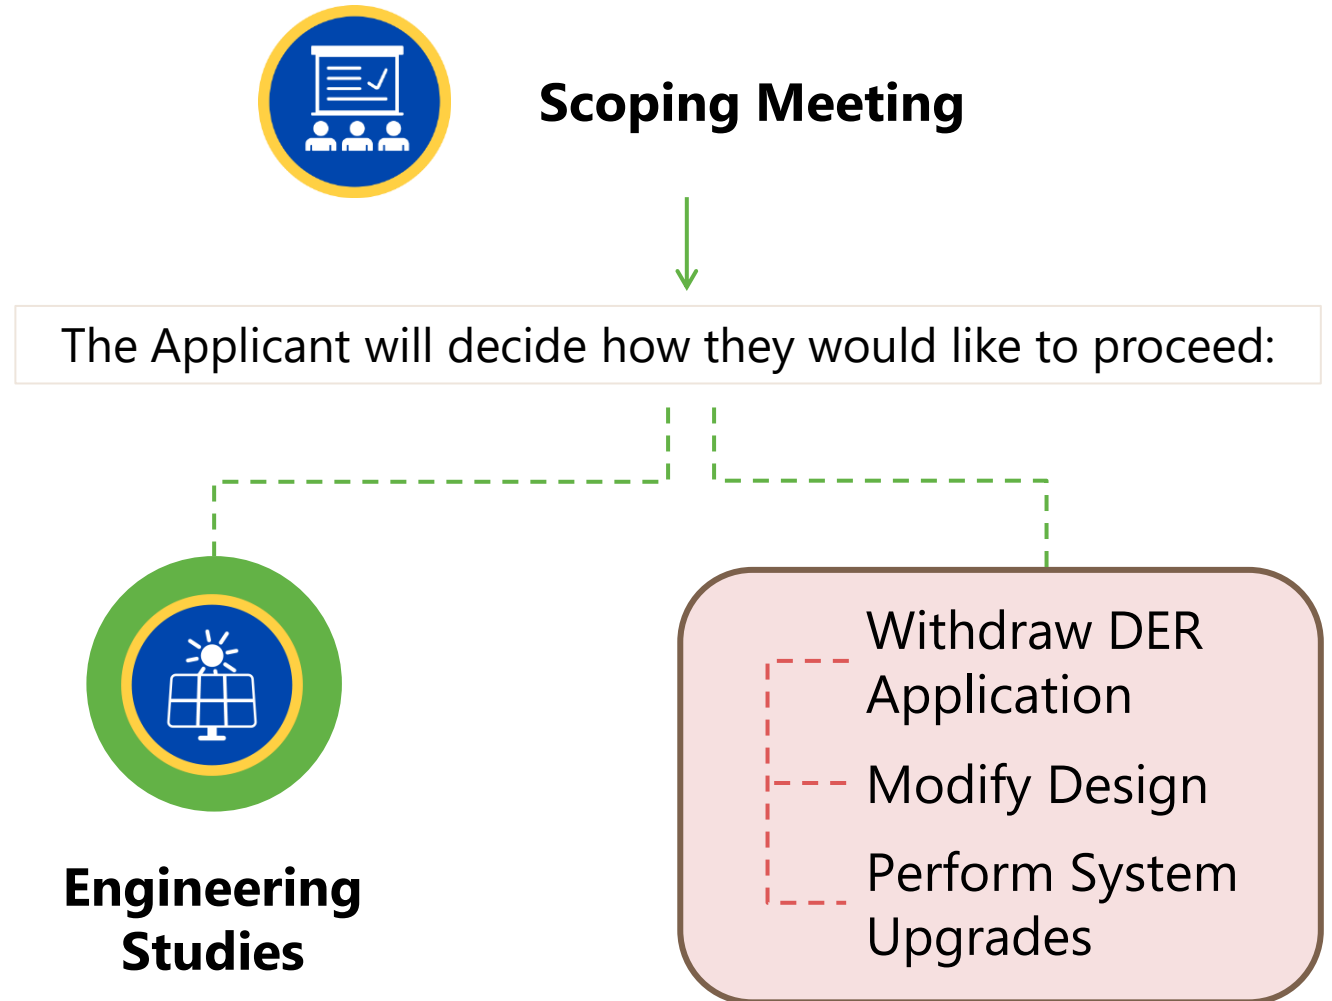 Scoping Meeting
The Applicant will decide how they would like to proceed:
Withdraw DER
Application
Modify Design
Perform System
Upgrades
Engineering
Studies